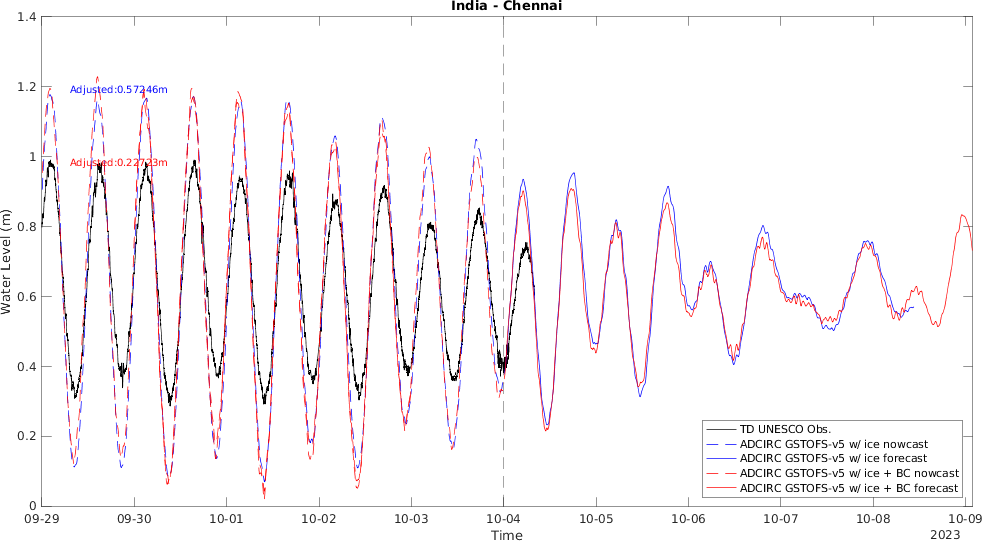 India - Chennai
1.4
1.2
1
0.8
0.6
0.4
0.2
0
Water Level (m)
Adjusted:0.57246m
Adjusted:0.22723m
TD UNESCO Obs.
ADCIRC GSTOFS-v5 w/ ice nowcast
ADCIRC GSTOFS-v5 w/ ice forecast
ADCIRC GSTOFS-v5 w/ ice + BC nowcast
ADCIRC GSTOFS-v5 w/ ice + BC forecast
09-29 09-30 10-01 10-02 10-03 10-04 10-05 10-06 10-07 10-08 10-09
Time
2023